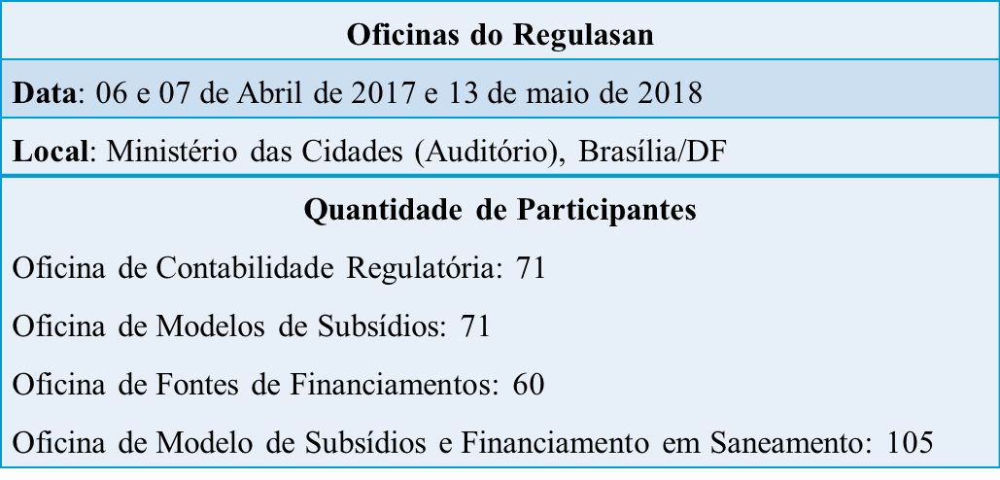 Oficinas do Regulasan
Data: 06 e 07 de Abril de 2017 e 13 de maio de 2018
Local: Ministério das Cidades (Auditório), Brasília/DF
Quantidade de Participantes
Oficina de Contabilidade Regulatória: 71
Oficina de Modelos de Subsídios: 71
Oficina de Fontes de Financiamentos: 60
Oficina de Modelo de Subsídios e Financiamento em Saneamento: 105